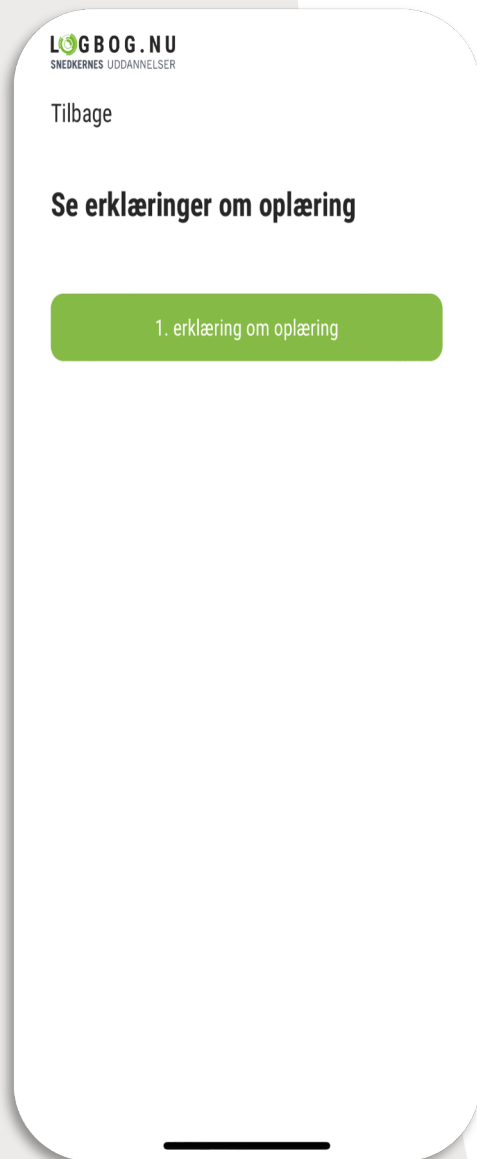 LOGBOG.NU
SNEDKERNES UDDANNELSER
Tilbage
Se erklæringer om oplæring
1. erklæring om oplæring